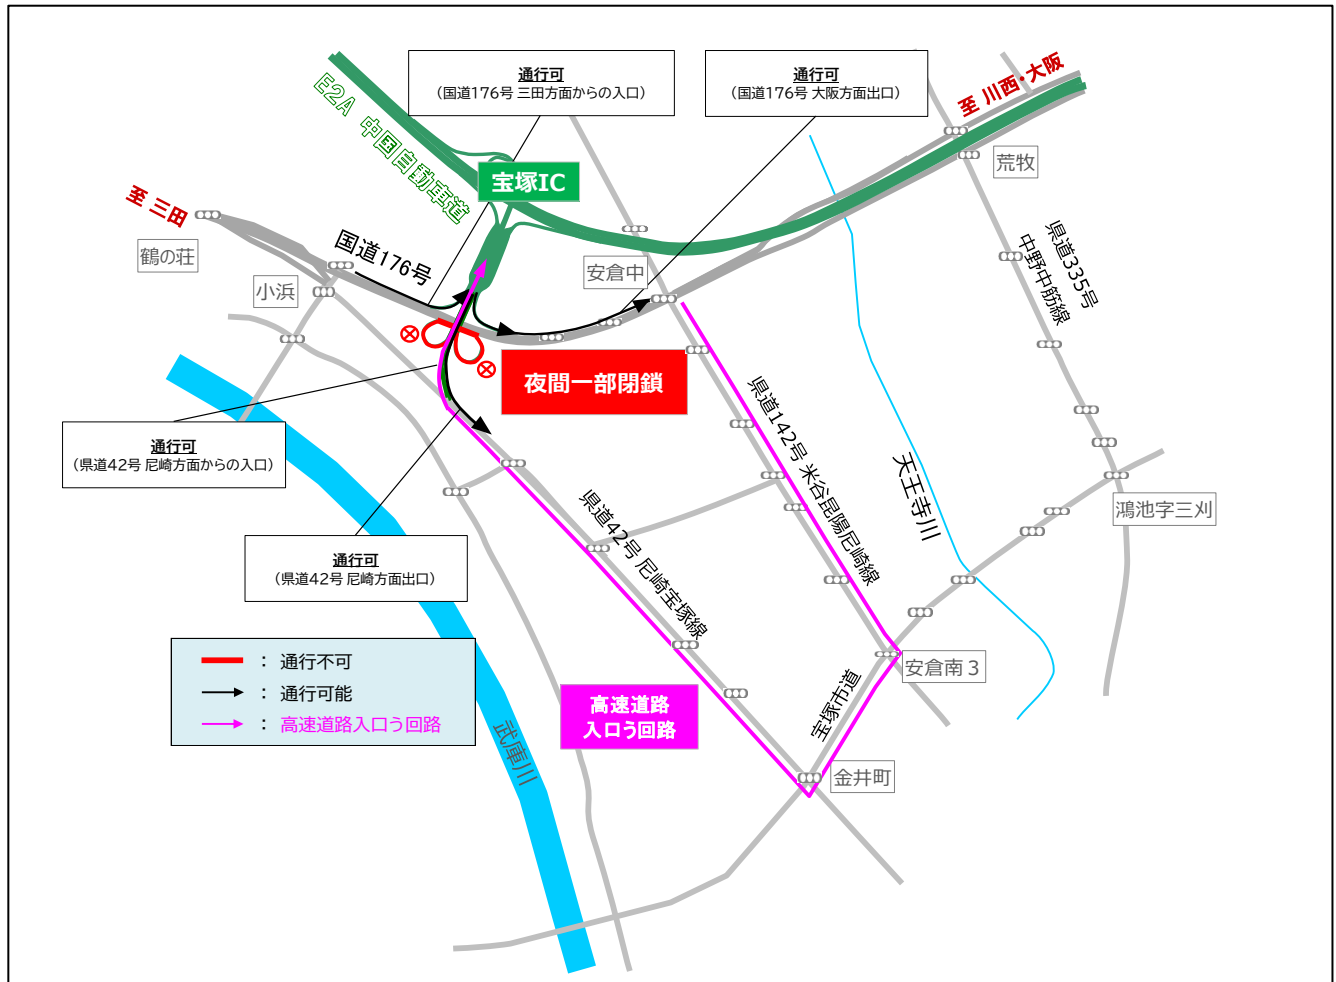 通行可
（国道176号 三田方面からの入口）
通行可
（国道176号 大阪方面出口）
至 川西・大阪
E2A 中国自動車道
宝塚IC
荒牧
至 三田
鶴の荘
国道176号
安倉中
小浜
県道335号
中野中筋線
夜間一部閉鎖
通行可
（県道42号 尼崎方面からの入口）
県道142号 米谷昆陽尼崎線
天王寺川
鴻池字三刈
県道42号 尼崎宝塚線
通行可
（県道42号 尼崎方面出口）
： 通行不可
： 通行可能
： 高速道路入口う回路
安倉南３
高速道路
入口う回路
宝塚市道
武庫川
金井町